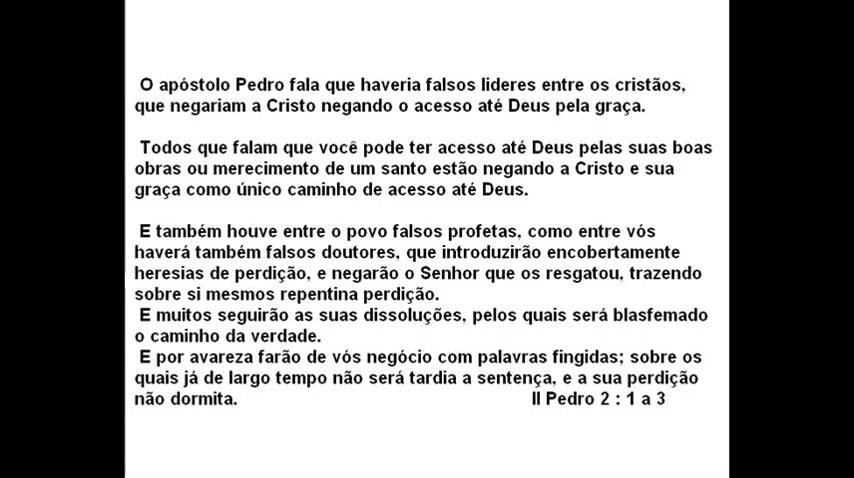 O apóstolo Pedro fala que haveria falsos lideres entre os cristãos,
que negariam a Cristo negando o acesso até Deus pela graça.
Todos que falam que você pode ter acesso até Deus pelas suas boas
obras ou merecimento de um santo estão negando a Cristo e sua
graça como único caminho de acesso até Deus.
E também houve entre o povo falsos profetas, como entre vós
haverá também falsos doutores, que introduzirão encobertamente
heresias de perdição, e negarão o Senhor que os resgatou, trazendo
sobre si mesmos repentina perdição.
E muitos seguirão as suas dissoluções, pelos quais será blasfemado
o caminho da verdade.
E por avareza farão de vós negócio com palavras fingidas; sobre os
quais já de largo tempo não será tardia a sentença, e a sua perdição
não dormita. II Pedro 2 : 1 a 3